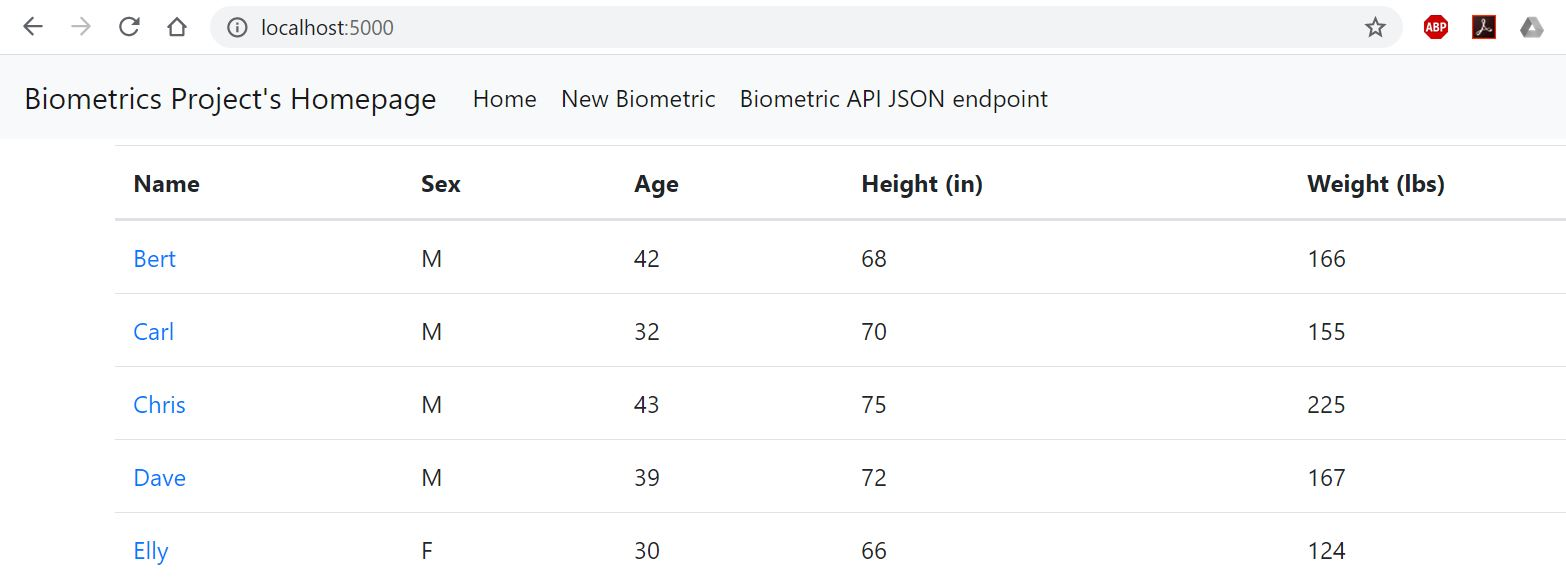 localhost:5000
ABP
Biometrics Project's Homepage Home New Biometric Biometric API JSON endpoint
Name Sex Age Height (in) Weight (lbs)
Bert M 42 68 166
Carl M 32 70 155
Chris M 43 75 225
Dave M 39 72 167
Elly F 30 66 124